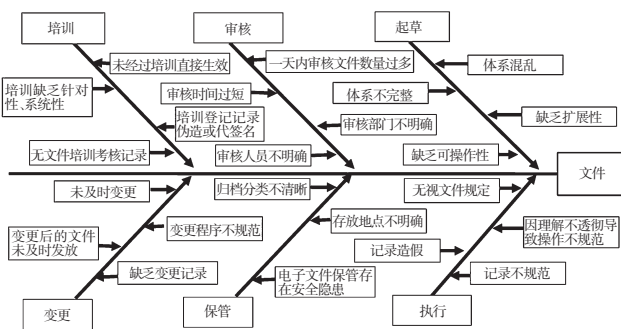 培训
审核
起草
未经过培训直接生效
一天内审核文件数量过多
体系混乱
培训缺乏针对
性、系统性
审核时间过短
体系不完整
培训登记记录
伪造或代签名
缺乏扩展性
审核部门不明确
无文件培训考核记录
审核人员不明确
缺乏可操作性
文件
未及时变更
归档分类不清晰
无视文件规定
变更后的文件
未及时发放
变更程序不规范
存放地点不明确
因理解不透彻导
致操作不规范
记录造假
缺乏变更记录
电子文件保管存
在安全隐患
记录不规范
变更
保管
执行